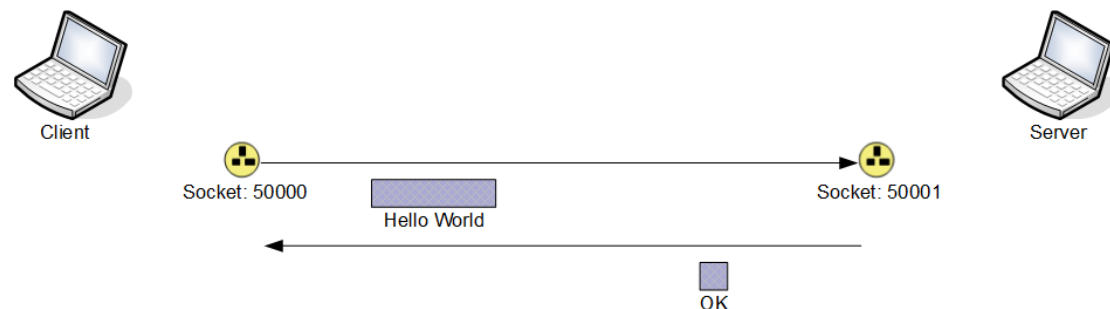 Client
Server
Socket: 50000
Socket: 50001
Hello World
OK